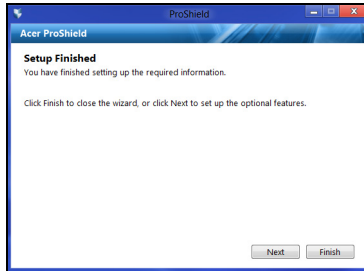 ProShield
Acer ProShield
Setup Finished
You have finished setting up the required information.
Click Finish to close the wizard, or click Next to set up the optional features.
Next
Finish